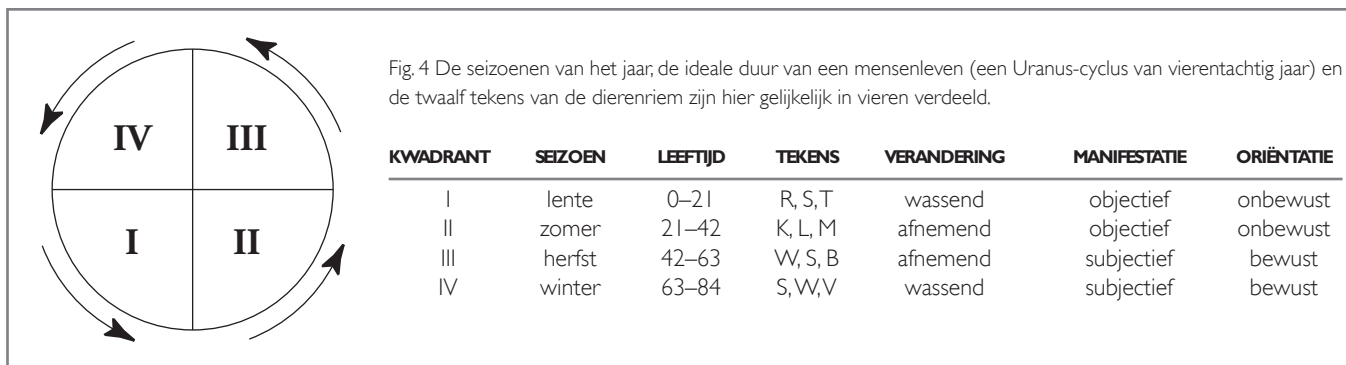 IV III
I II
Fig. 4 De seizoenen van het jaar, de ideale duur van een mensenleven (een Uranus-cyclus van vierentachtig jaar) en
de twaalf tekens van de dierenriem zijn hier gelijkelijk in vieren verdeeld.
KWADRANT SEIZOEN LEEFTIJD TEKENS VERANDERING MANIFESTATIE ORIËNTATIE
I lente 0–21 R, S,T wassend objectief onbewust
II zomer 21–42 K, L, M afnemend objectief onbewust
III herfst 42–63 W, S, B afnemend subjectief bewust
IV winter 63–84 S, W,V wassend subjectief bewust